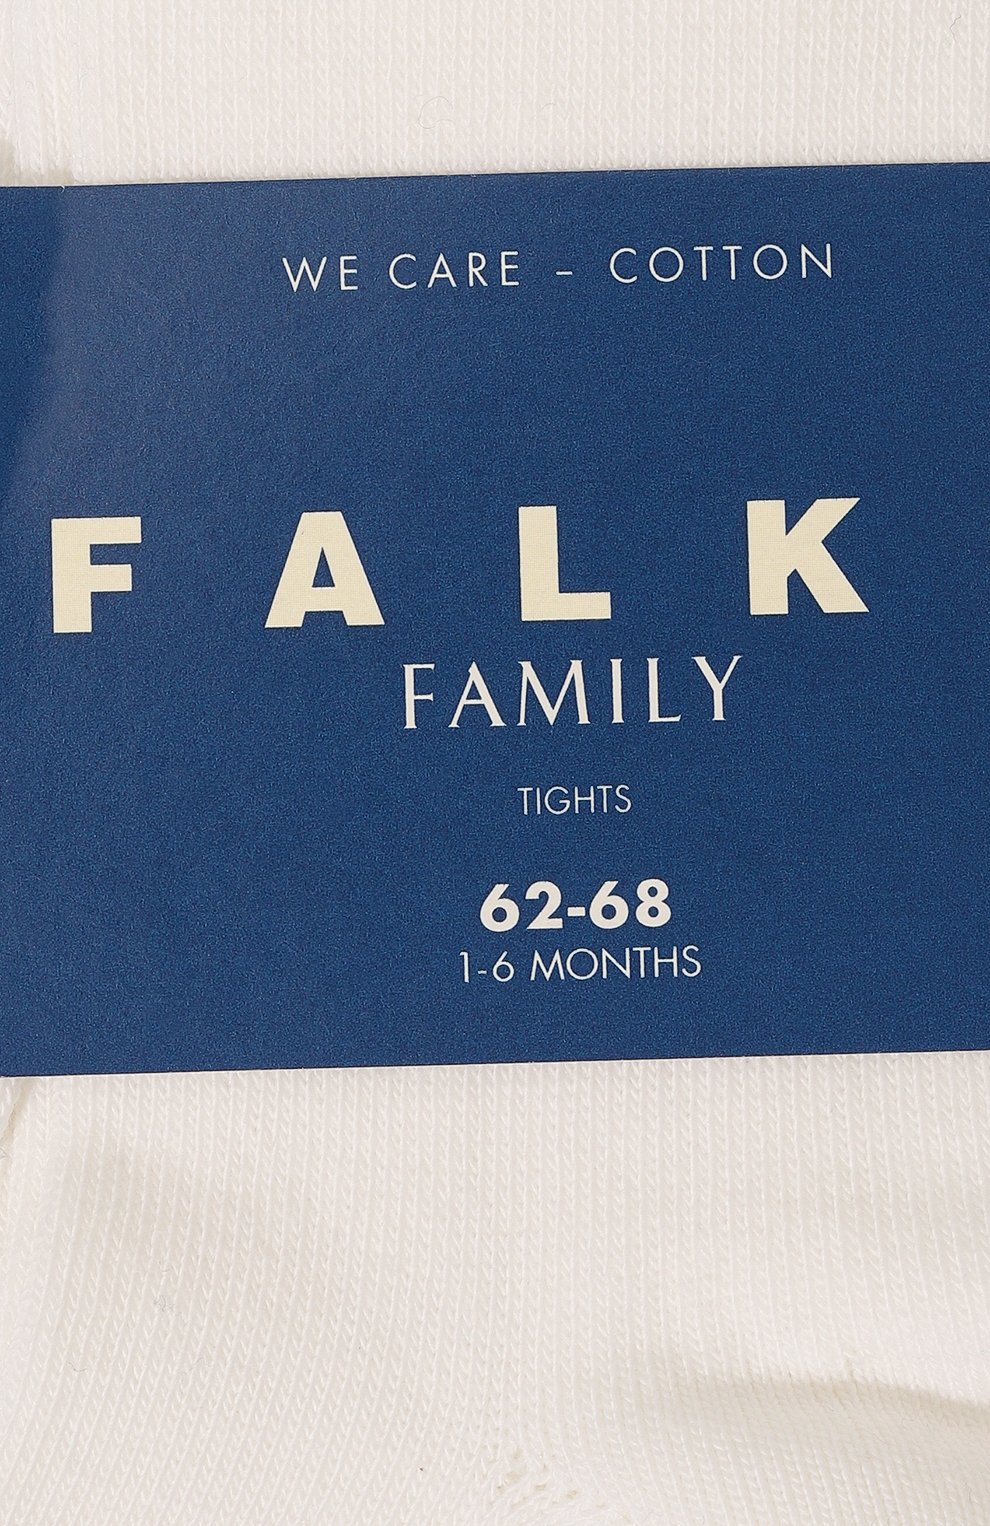 WE CARE – COTTON
FALK
FAMILY
TIGHTS
62-68
1-6 MONTHS